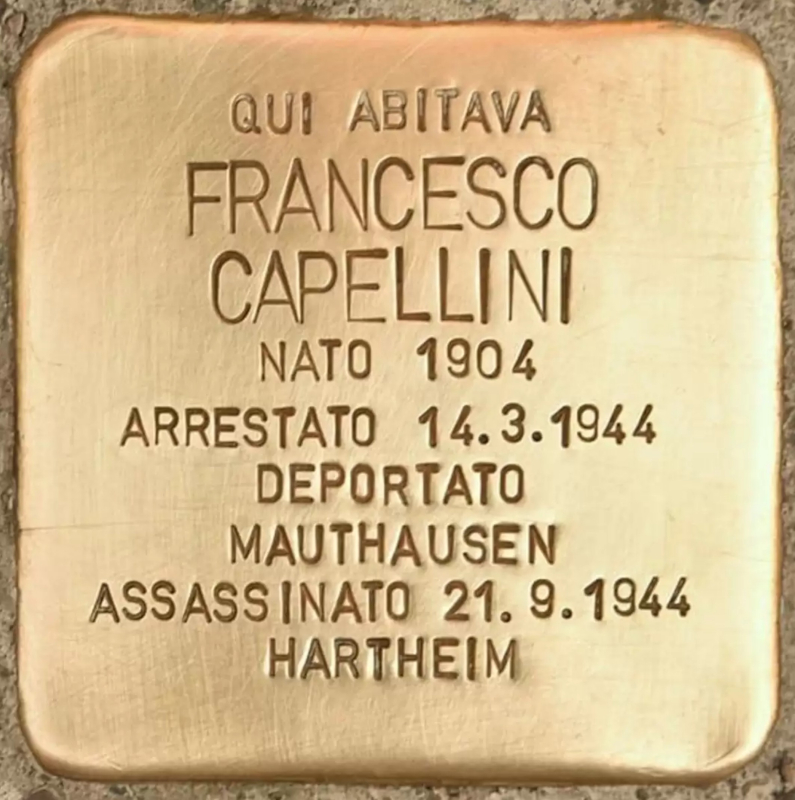 QUI ABITAVA
FRANCESCO
CAPELLINI
NATO 1904
ARRESTATO 14.3.1944
DEPORTATO
MAUTHAUSEN
ASSASSINATO 21.9.1944
HARTHEIM